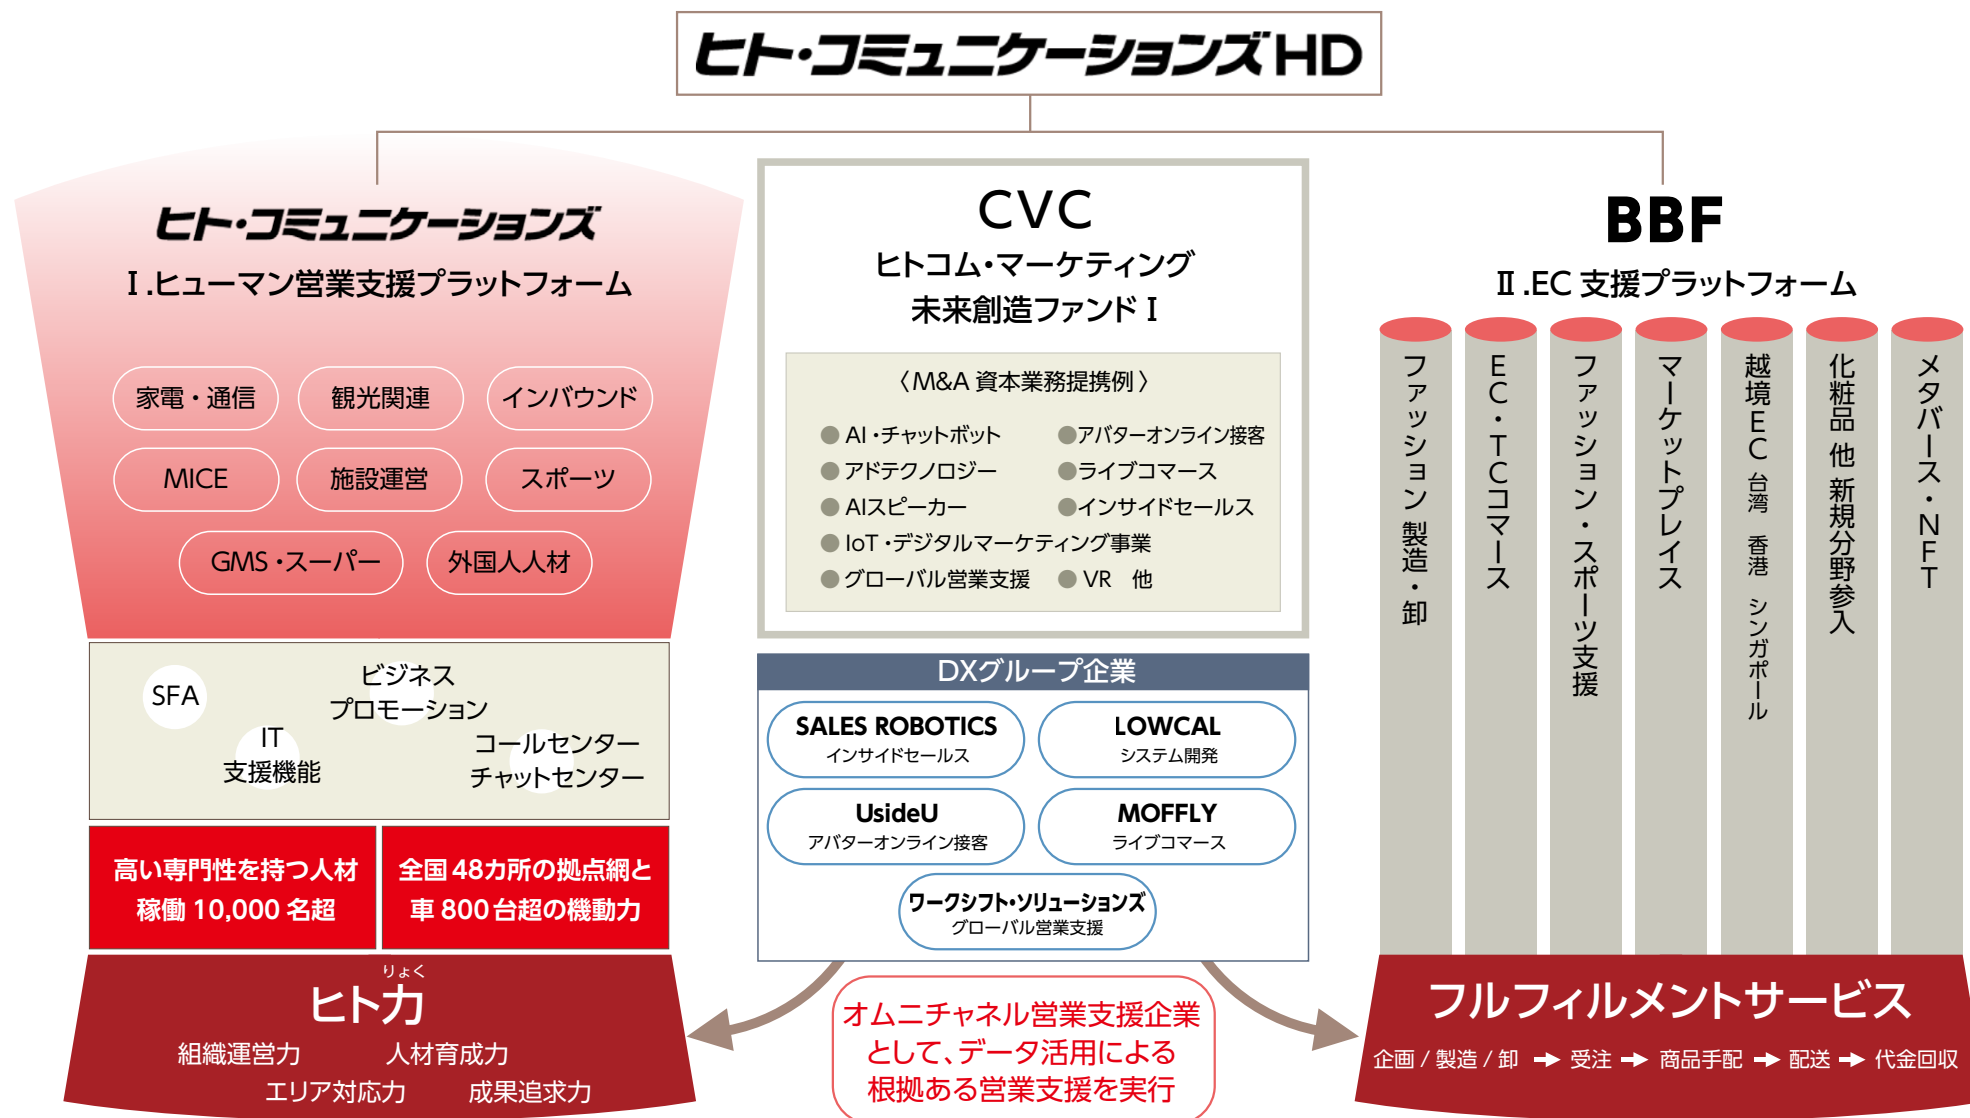 ヒト・コミュニケーションズHD
ヒト・コミュニケーションズ
Ⅰ.ヒューマン営業支援プラットフォーム
家電・通信
観光関連
インバウンド
MICE
施設運営
スポーツ
GMS・スーパー
外国人人材
SFA
IT
支援機能
ビジネス
プロモーション
コールセンター
チャットセンター
高い専門性を持つ人材
稼働 10,000 名超
全国48カ所の拠点網と
車 800台超の機動力
りょく
ヒト力
組織運営力
人材育成力
エリア対応力
成果追求力
CVC
ヒトコム・マーケティング
未来創造ファンドⅠ
〈M&A 資本業務提携例〉
●AI・チャットボット
●アバターオンライン接客
●アドテクノロジー
●ライブコマース
●AIスピーカー
●インサイドセールス
●IoT・デジタルマーケティング事業
●グローバル営業支援
●VR 他
DXグループ企業
SALES ROBOTICS
インサイドセールス
LOWCAL
システム開発
UsideU
アバターオンライン接客
MOFFLY
ライブコマース
ワークシフト・ソリューションズ
グローバル営業支援
オムニチャネル営業支援企業
として、データ活用による
根拠ある営業支援を実行
BBF
Ⅱ.EC 支援プラットフォーム
ファッション 製造・卸
EC・TCコマース
ファッション・スポーツ支援
マーケットプレイス
越境EC 台湾 香港 シンガポール
化粧品 他 新規分野参入
メタバース・NFT
フルフィルメントサービス
企画 / 製造 / 卸 → 受注 → 商品手配 → 配送 → 代金回収